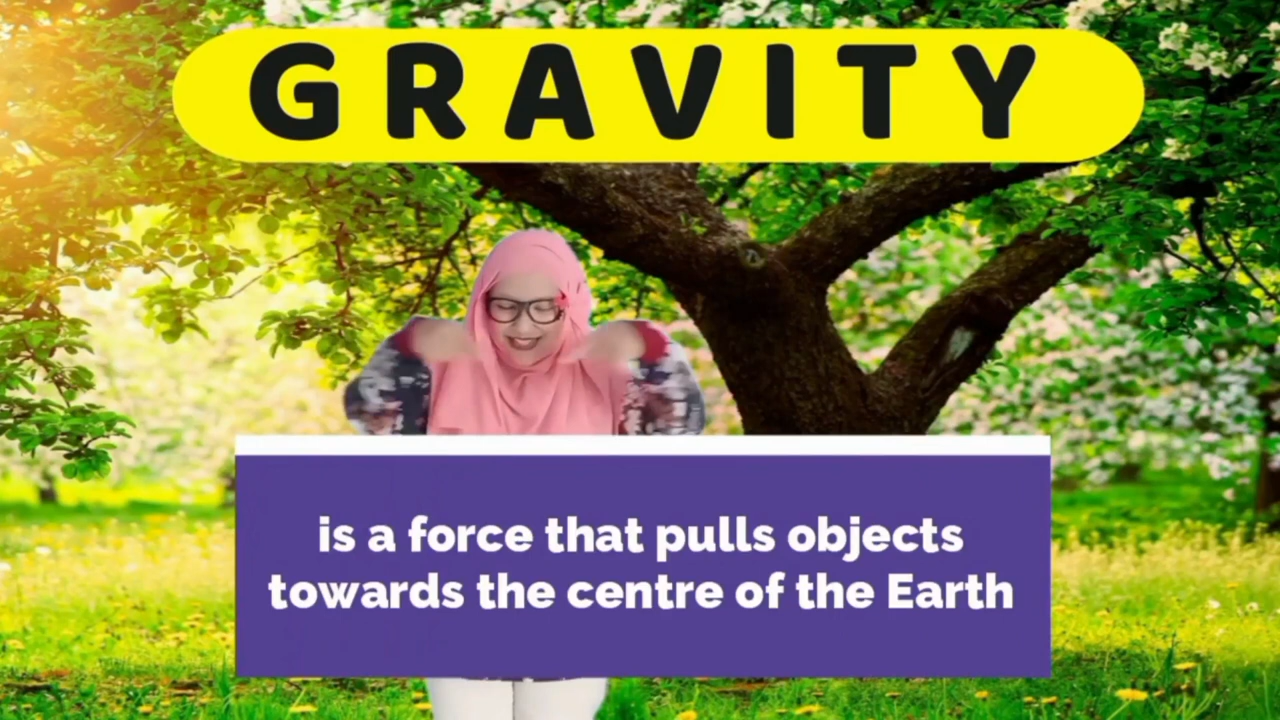 GRAVITY
is a force that pulls objects
towards the centre of the Earth